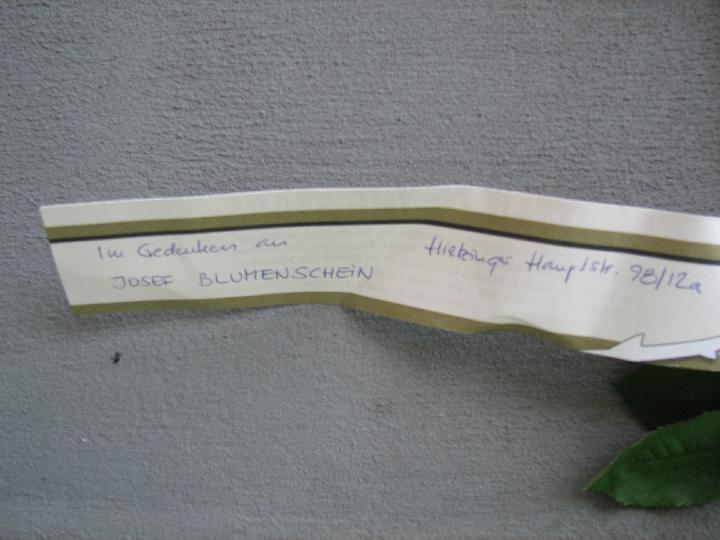 Im Gedenken an
JOSEF BLUMENSCHEIN
Hietzinger Hauptstr. 98/12a